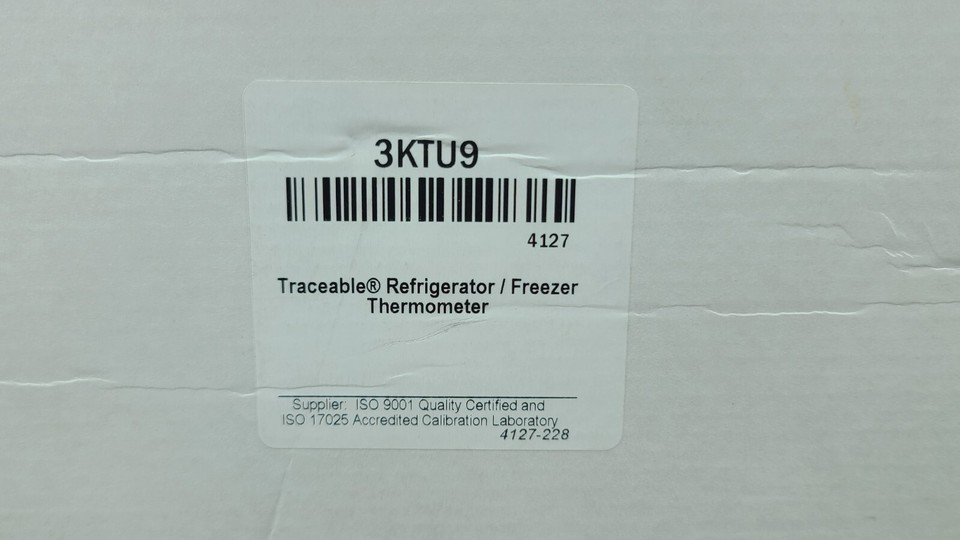 3KTU9
4127
Traceable® Refrigerator / Freezer
Thermometer
Supplier: ISO 9001 Quality Certified and
ISO 17025 Accredited Calibration Laboratory
4127-228